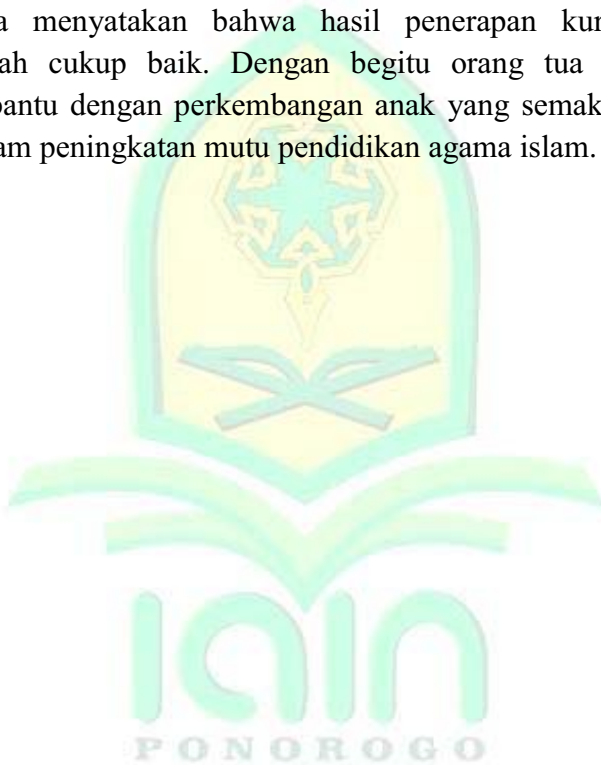 a menyatakan bahwa hasil penerapan kur
ah cukup baik. Dengan begitu orang tua
bantu dengan perkembangan anak yang semak
am peningkatan mutu pendidikan agama islam.
iain
PONOROGO